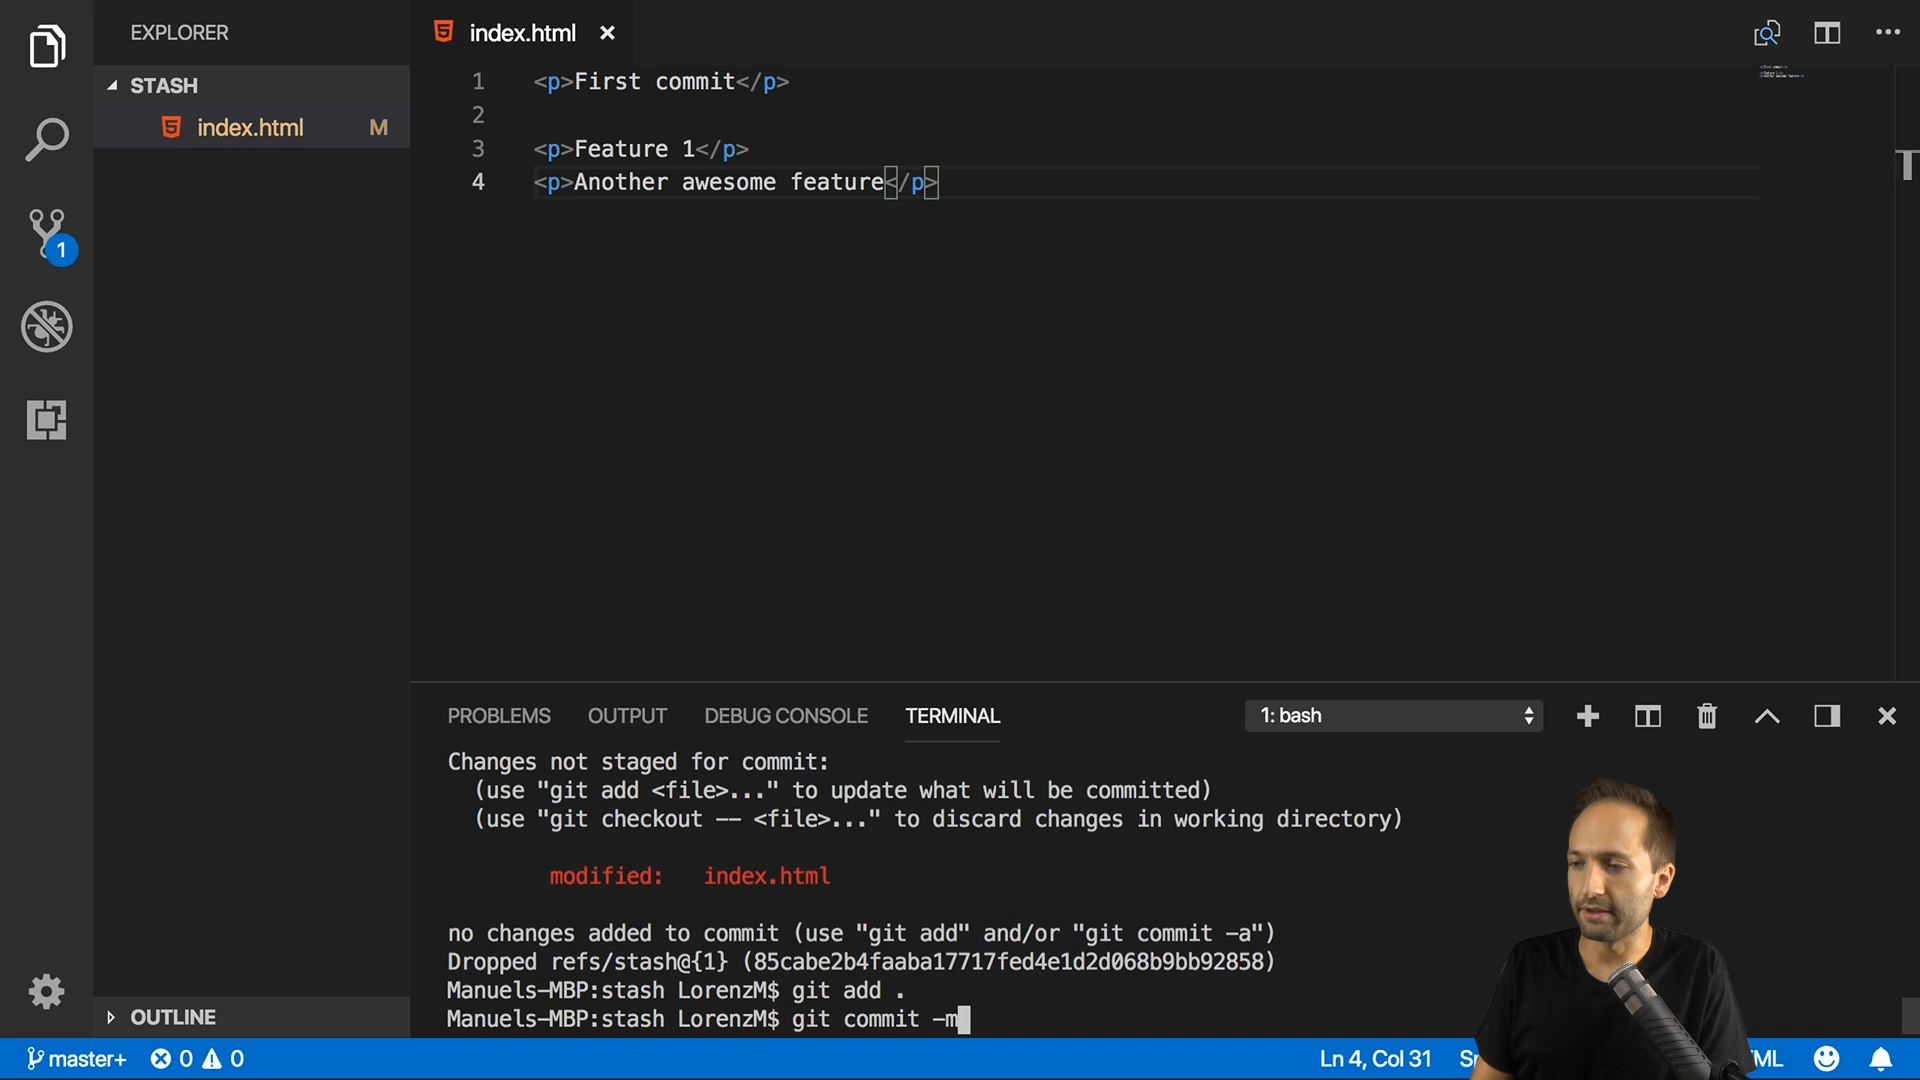 EXPLORER
STASH
index.html M
1
OUTLINE
index.html
1 <p>First commit</p>
2
3 <p>Feature 1</p>
4 <p>Another awesome feature</p>
PROBLEMS OUTPUT DEBUG CONSOLE TERMINAL 1: bash
Changes not staged for commit:
(use "git add <file>..." to update what will be committed)
(use "git checkout -- <file>..." to discard changes in working directory)
modified: index.html
no changes added to commit (use "git add" and/or "git commit -a")
Dropped refs/stash@{1} (85cabe2b4faaba17717fed4e1d2d068b9bb92858)
Manuels-MBP:stash LorenzM$ git add .
Manuels-MBP:stash LorenzM$ git commit -m
master+ 0 0 Ln 4, Col 31